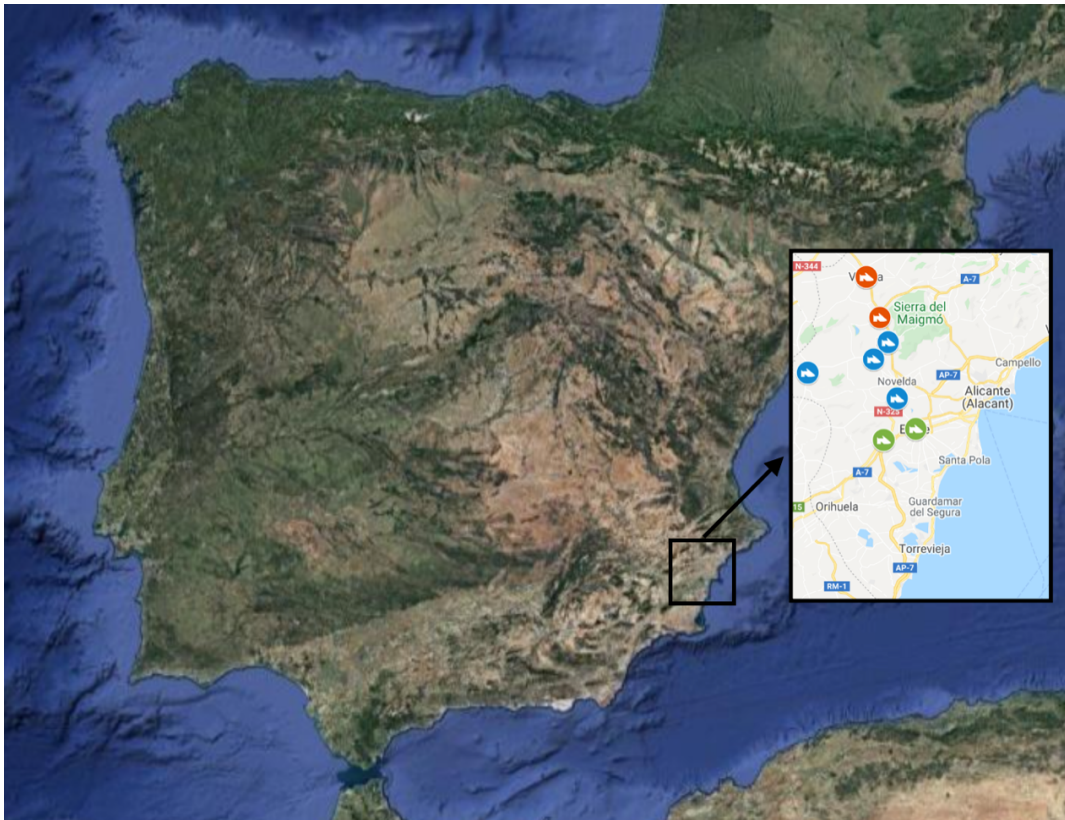 N-344
A-7
Sierra del
Maigmó
Campello
AP-7
Novelda
Alicante
(Alacant)
N-325
Santa Pola
A-7
Guardamar
del Segura
15
Orihuela
Torrevieja
AP-7
RM-1